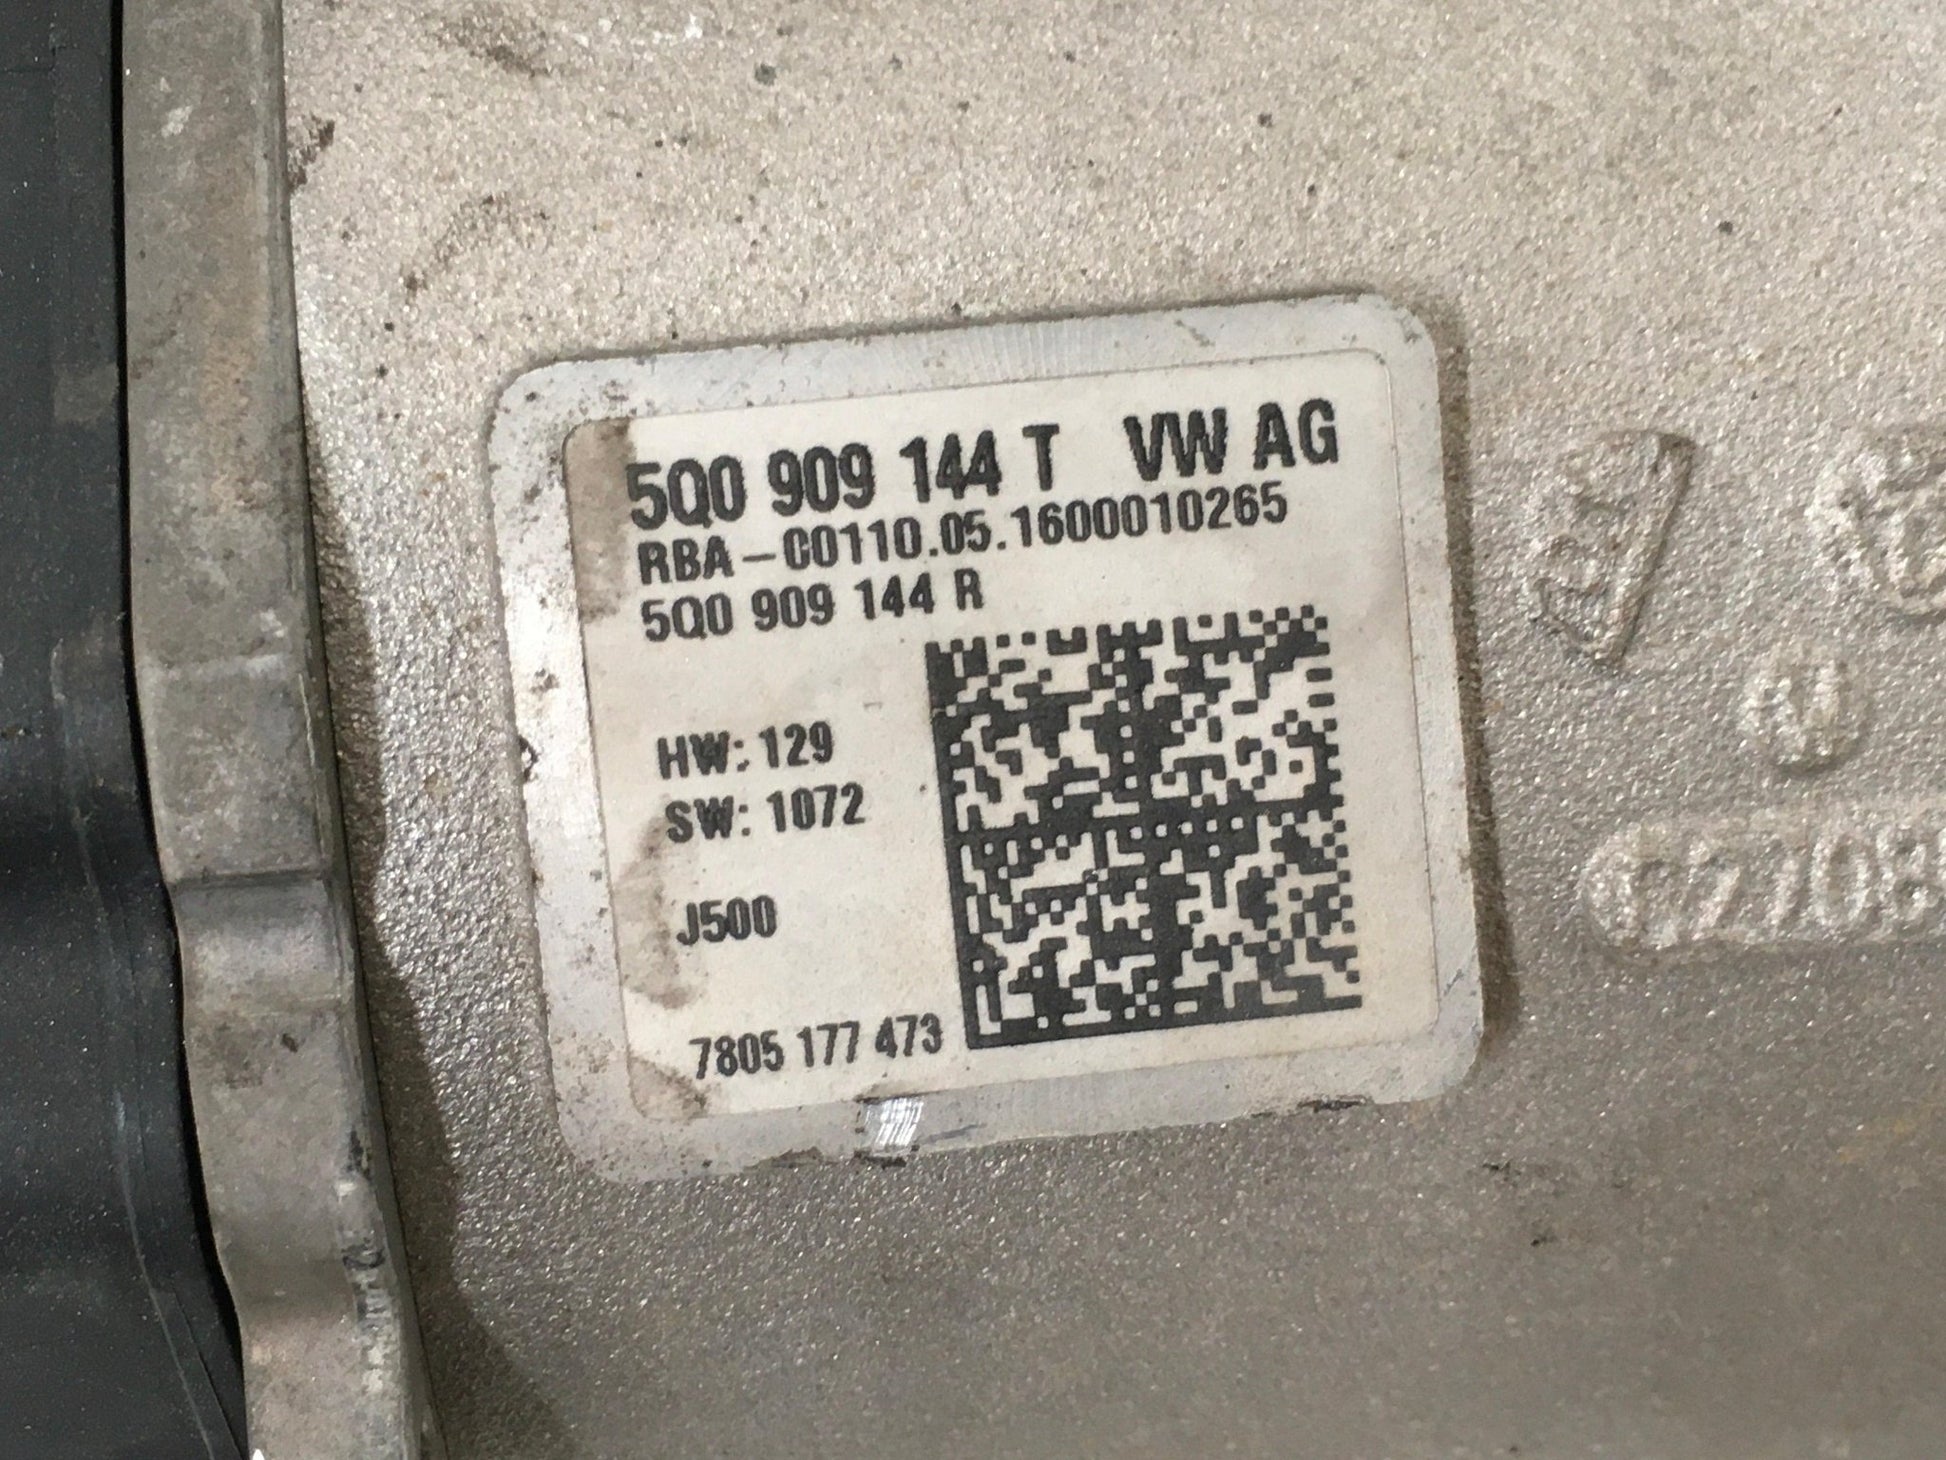 5Q0 909 144 T VW AG
RBA-C0110.05.1600010265
5Q0 909 144 R
HW: 129
SW: 1072
J500
7805 177 473